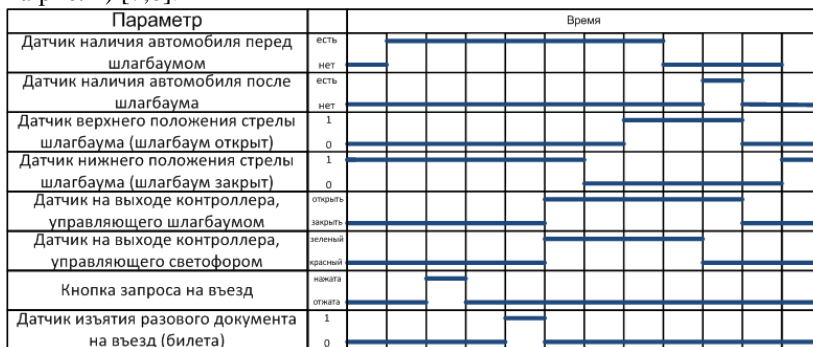 Параметр
Время
Датчик наличия автомобиля перед
шлагбаумом
есть
нет
Датчик наличия автомобиля после
шлагбаума
есть
нет
Датчик верхнего положения стрелы
шлагбаума (шлагбаум открыт)
1
0
Датчик нижнего положения стрелы
шлагбаума (шлагбаум закрыт)
1
0
Датчик на выходе контроллера,
управляющего шлагбаумом
открыть
закрыть
Датчик на выходе контроллера,
управляющего светофором
зеленый
красный
Кнопка запроса на въезд
нажата
отжата
Датчик изъятия разового документа
на въезд (билета)
1
0